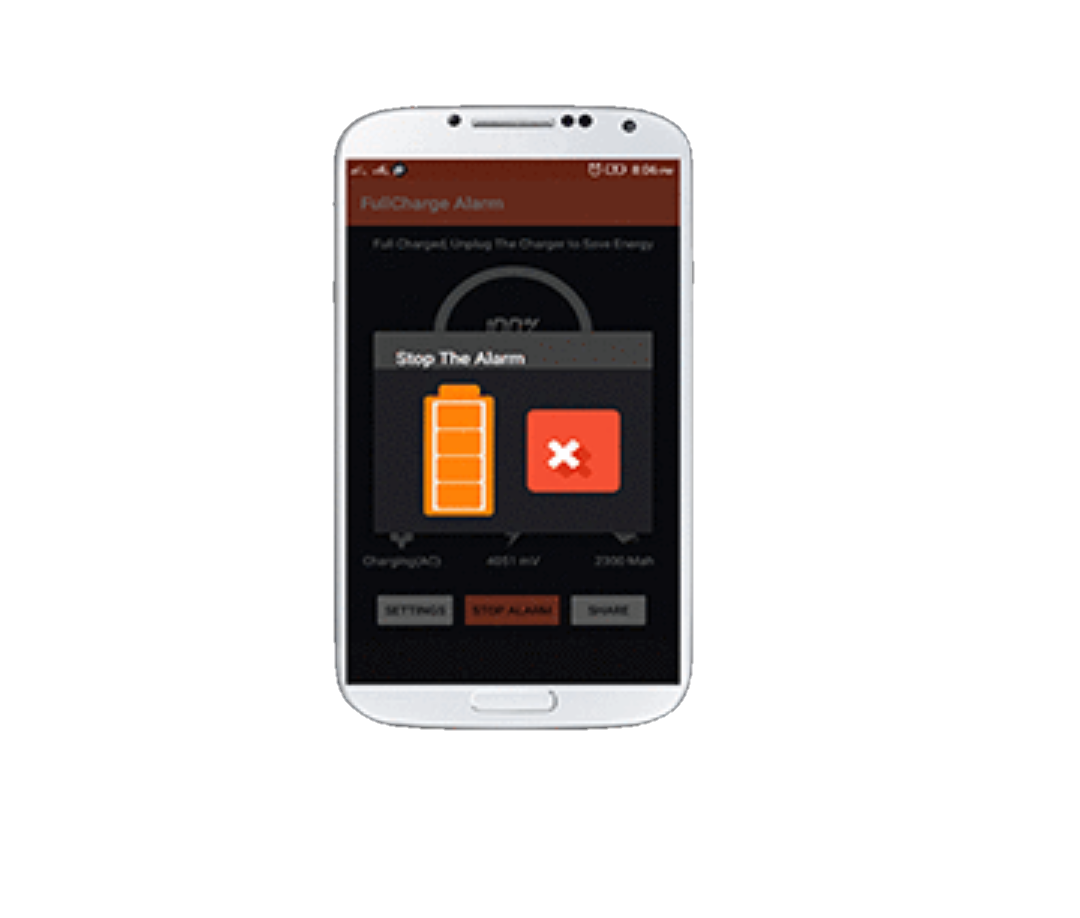 8:06 PM
FullCharge Alarm
Full Charged, Unplug The Charger to Save Energy
100%
Stop The Alarm
Charging(AC) 4051 mV 2300 Mah
SETTINGS STOP ALARM SHARE